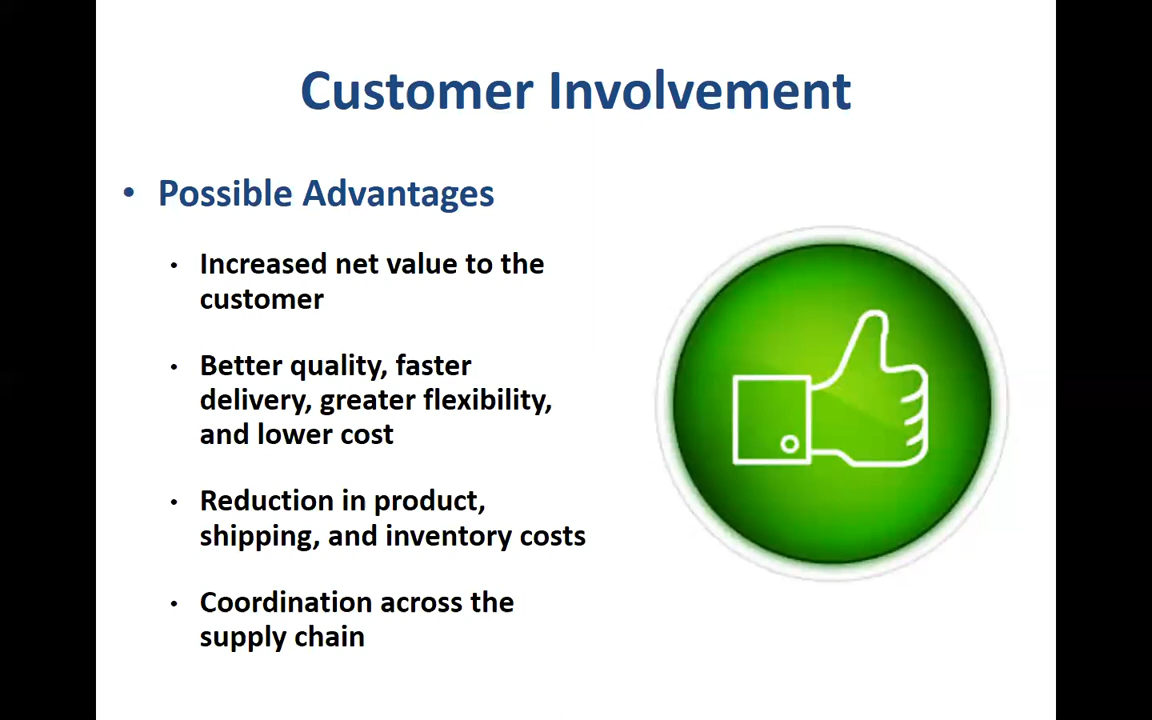 Customer Involvement
• Possible Advantages
• Increased net value to the
customer
• Better quality, faster
delivery, greater flexibility,
and lower cost
• Reduction in product,
shipping, and inventory costs
• Coordination across the
supply chain